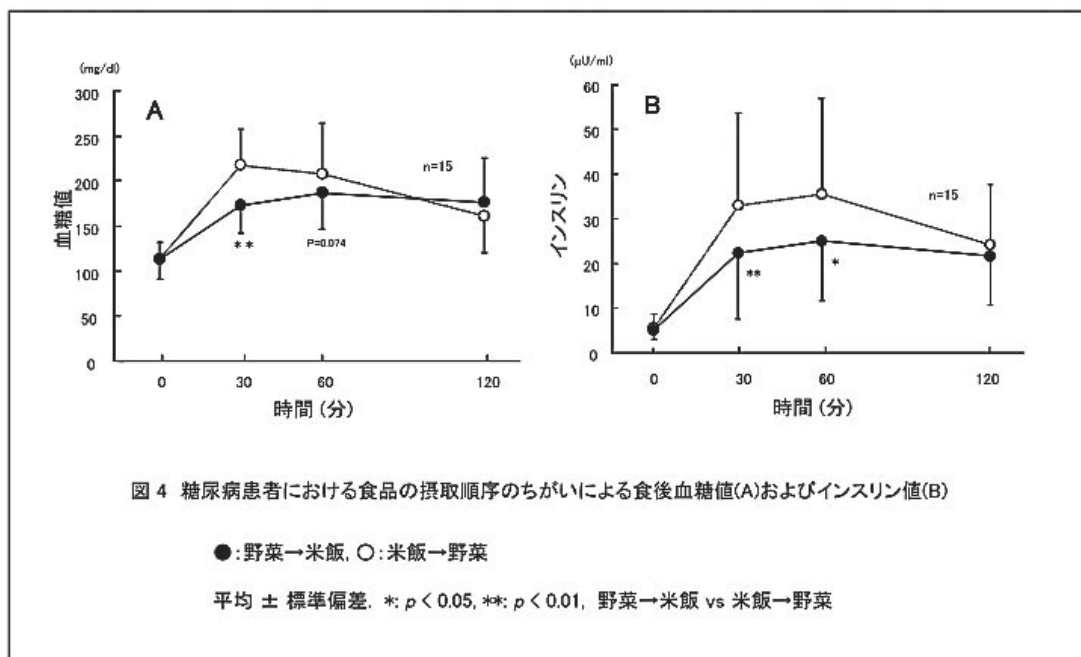 (mg/dl)
A
300
250
200
150
100
50
0
血糖値
n=15
**
P=0.074
0 30 60 120
時間 (分)
(μU/ml)
B
60
50
40
30
20
10
0
インスリン
n=15
**
*
0 30 60 120
時間 (分)
図 4 糖尿病患者における食品の摂取順序のちがいによる食後血糖値(A)およびインスリン値(B)
●:野菜→米飯, ○:米飯→野菜
平均 ± 標準偏差. *: p < 0.05, **: p < 0.01, 野菜→米飯 vs 米飯→野菜